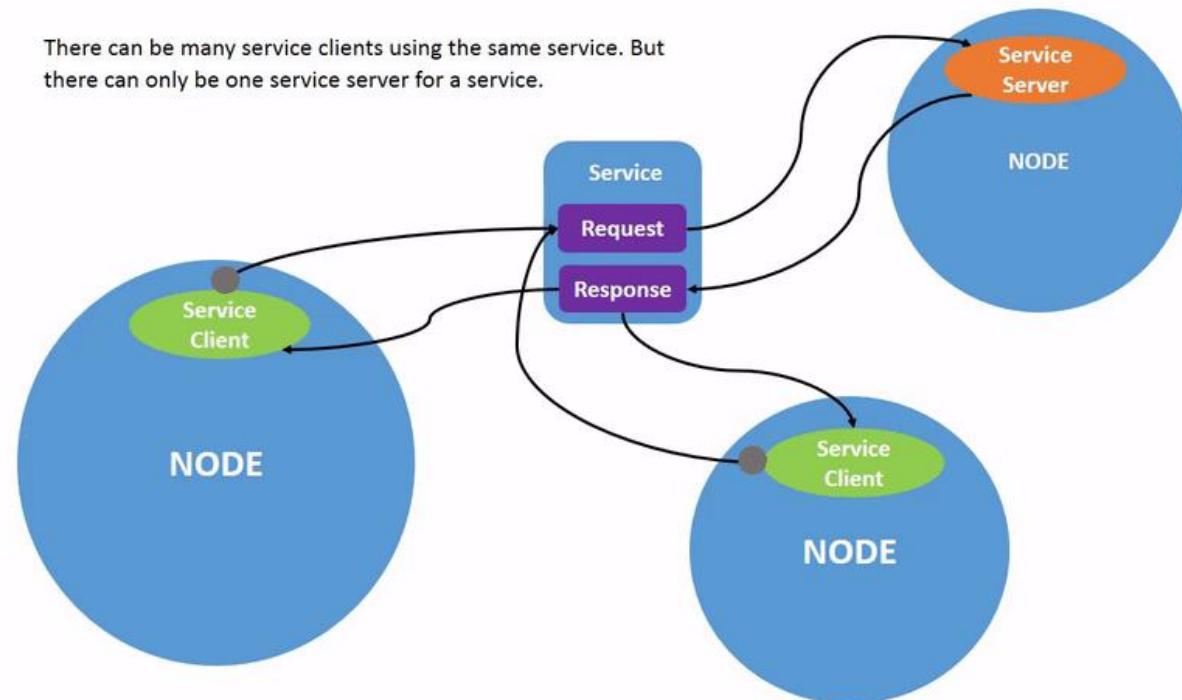 There can be many service clients using the same service. But
there can only be one service server for a service.
Service
Server
NODE
Service
Request
Response
Service
Client
NODE
Service
Client
NODE